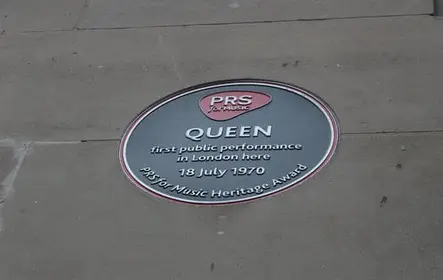 PRS
for Music
QUEEN
first public performance
in London here
18 July 1970
PRS for Music Heritage Award